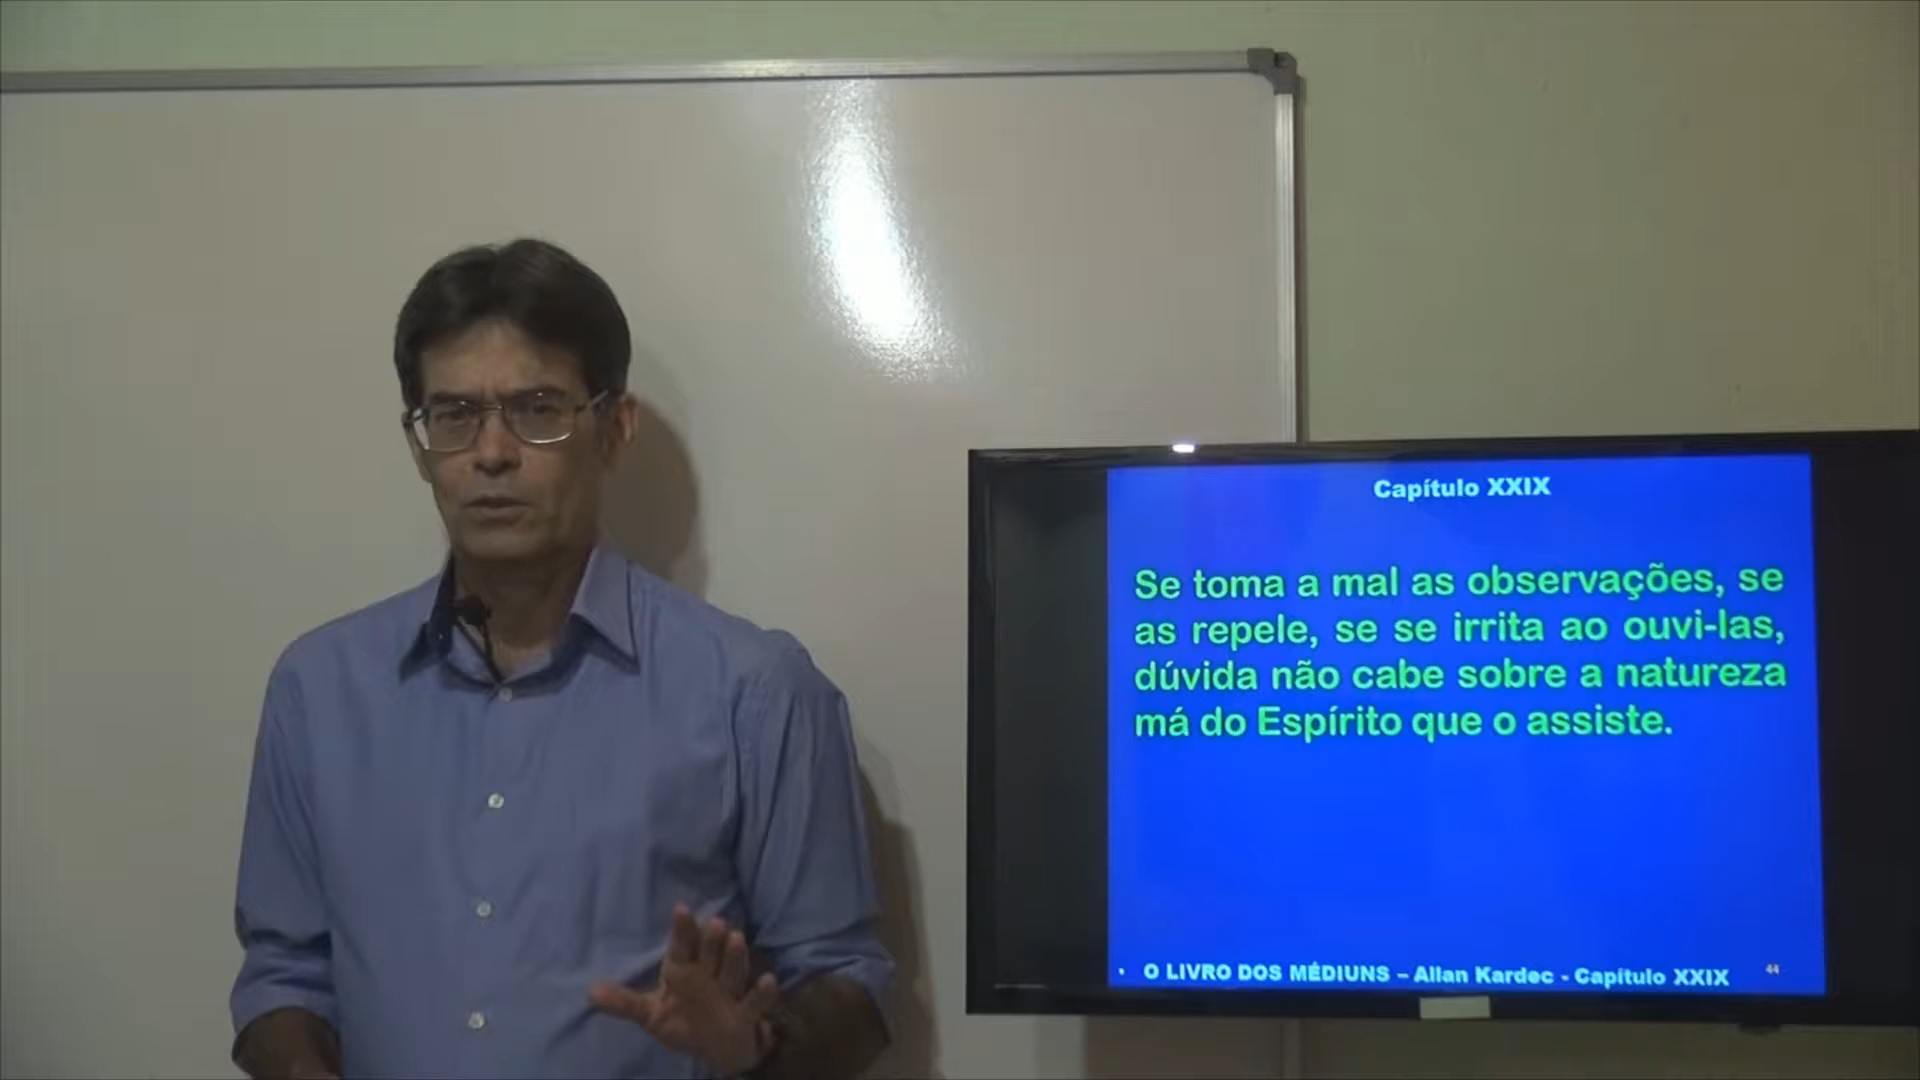 Capítulo XXIX
Se toma a mal as observações, se
as repele, se se irrita ao ouvi-las,
dúvida não cabe sobre a natureza
má do Espírito que o assiste.
• O LIVRO DOS MÉDIUNS – Allan Kardec - Capítulo XXIX 44